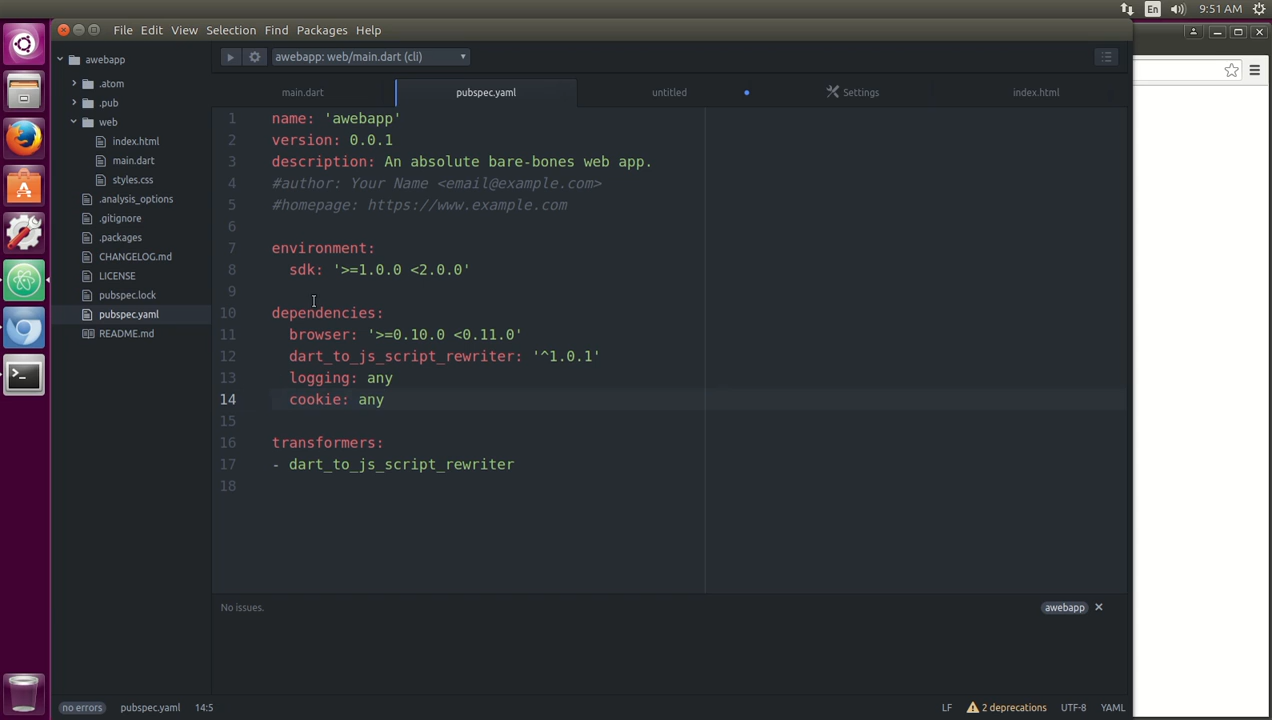 En
9:51 AM
File Edit View Selection Find Packages Help
awebapp
awebapp: web/main.dart (cli)
.atom
.pub
web
index.html
main.dart
styles.css
.analysis_options
.gitignore
.packages
CHANGELOG.md
LICENSE
pubspec.lock
pubspec.yaml
README.md
main.dart
pubspec.yaml
untitled
Settings
index.html
1 name: 'awebapp'
2 version: 0.0.1
3 description: An absolute bare-bones web app.
4 #author: Your Name <email@example.com>
5 #homepage: https://www.example.com
6
7 environment:
8 sdk: '>=1.0.0 <2.0.0'
9
10 dependencies:
11 browser: '>=0.10.0 <0.11.0'
12 dart_to_js_script_rewriter: '^1.0.1'
13 logging: any
14 cookie: any
15
16 transformers:
17 - dart_to_js_script_rewriter
18
No issues.
awebapp
no errors pubspec.yaml 14:5
LF 2 deprecations UTF-8 YAML